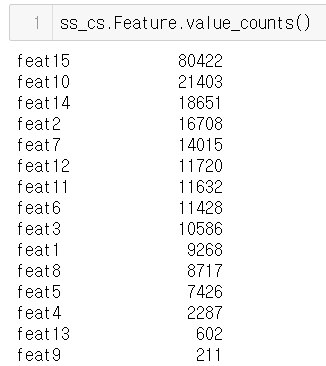 1 ss_cs.Feature.value_counts()
feat15 80422
feat10 21403
feat14 18651
feat2 16708
feat7 14015
feat12 11720
feat11 11632
feat6 11428
feat3 10586
feat1 9268
feat8 8717
feat5 7426
feat4 2287
feat13 602
feat9 211